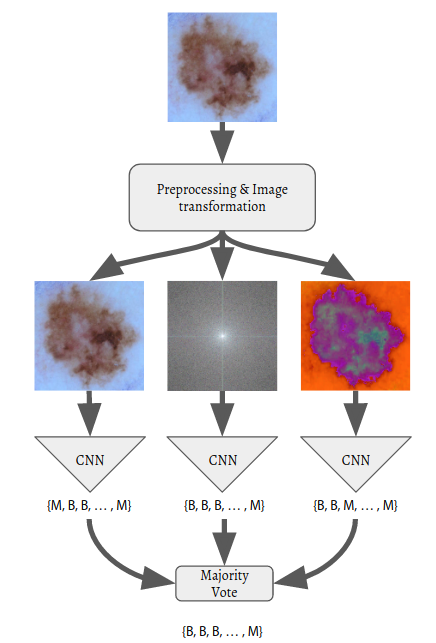 Preprocessing & Image
transformation
CNN
CNN
CNN
{M, B, B, ... , M}
{B, B, B, ... , M}
{B, B, M, ... , M}
Majority
Vote
{B, B, B, ... , M}